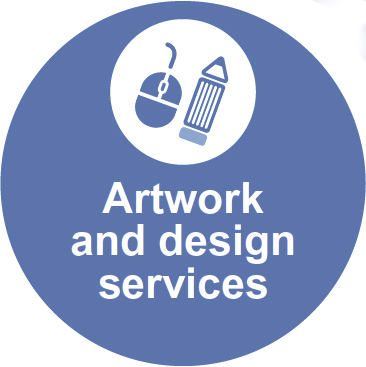 Artwork
and design
services